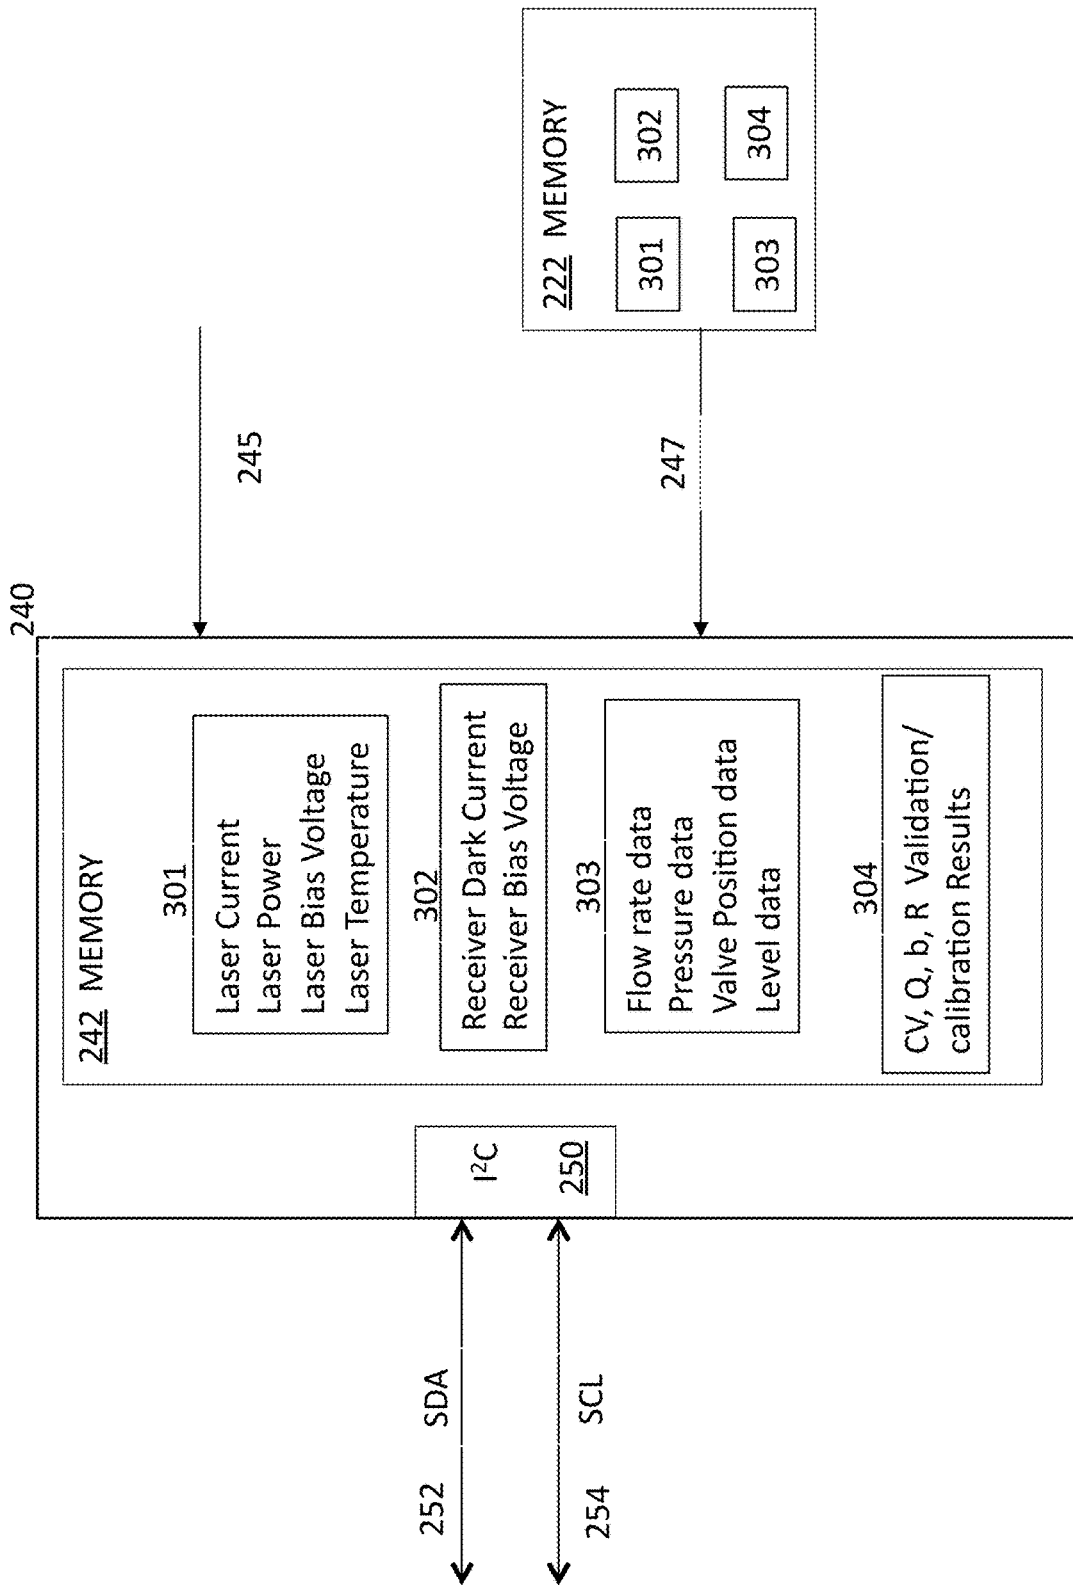 240
242 MEMORY
301
Laser Current
Laser Power
Laser Bias Voltage
Laser Temperature
302
Receiver Dark Current
Receiver Bias Voltage
303
Flow rate data
Pressure data
Valve Position data
Level data
304
CV, Q, b, R Validation/
calibration Results
I²C
250
252 SDA
254 SCL
245
247
222 MEMORY
301 302
303 304